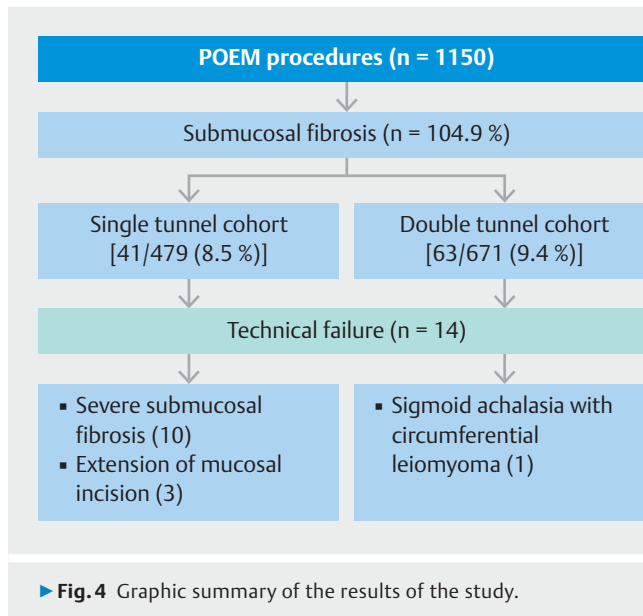 POEM procedures (n = 1150)
Submucosal fibrosis (n = 104.9 %)
Single tunnel cohort
[41/479 (8.5 %)]
Double tunnel cohort
[63/671 (9.4 %)]
Technical failure (n = 14)
▪ Severe submucosal
fibrosis (10)
▪ Extension of mucosal
incision (3)
▪ Sigmoid achalasia with
circumferential
leiomyoma (1)
▶ Fig. 4 Graphic summary of the results of the study.